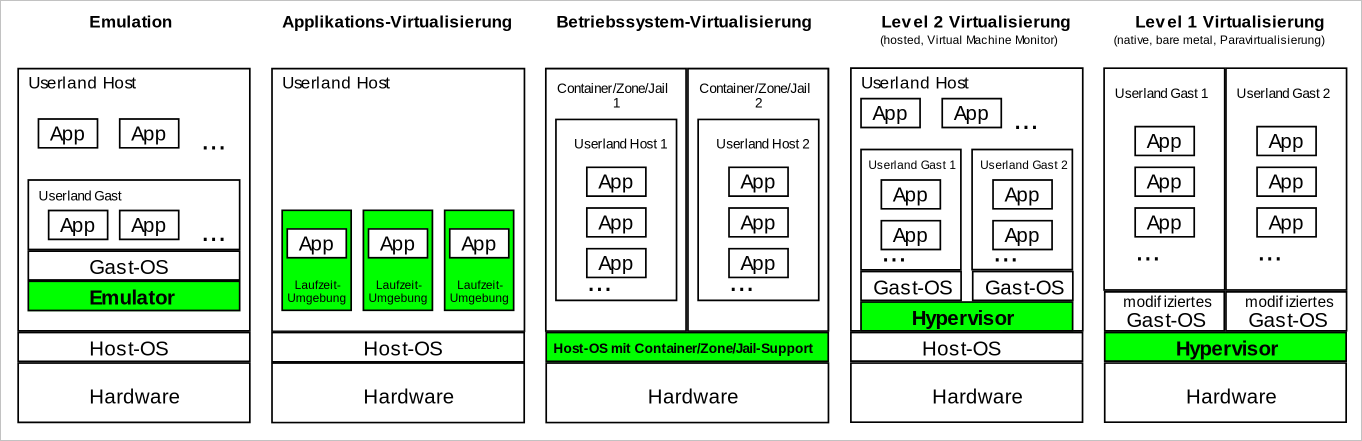 Emulation
Userland Host
App
App
...
Userland Gast
App
App
...
Gast-OS
Emulator
Host-OS
Hardware
Applikations-Virtualisierung
Userland Host
App
App
App
Laufzeit-
Umgebung
Laufzeit-
Umgebung
Laufzeit-
Umgebung
Host-OS
Hardware
Betriebssystem-Virtualisierung
Container/Zone/Jail
1
Userland Host 1
App
App
App
...
Container/Zone/Jail
2
Userland Host 2
App
App
App
...
Host-OS mit Container/Zone/Jail-Support
Hardware
Level 2 Virtualisierung
(hosted, Virtual Machine Monitor)
Userland Host
App
App
...
Userland Gast 1
App
App
...
Gast-OS
Userland Gast 2
App
App
...
Gast-OS
Hypervisor
Host-OS
Hardware
Level 1 Virtualisierung
(native, bare metal, Paravirtualisierung)
Userland Gast 1
App
App
App
...
modifiziertes
Gast-OS
Userland Gast 2
App
App
App
...
modifiziertes
Gast-OS
Hypervisor
Hardware